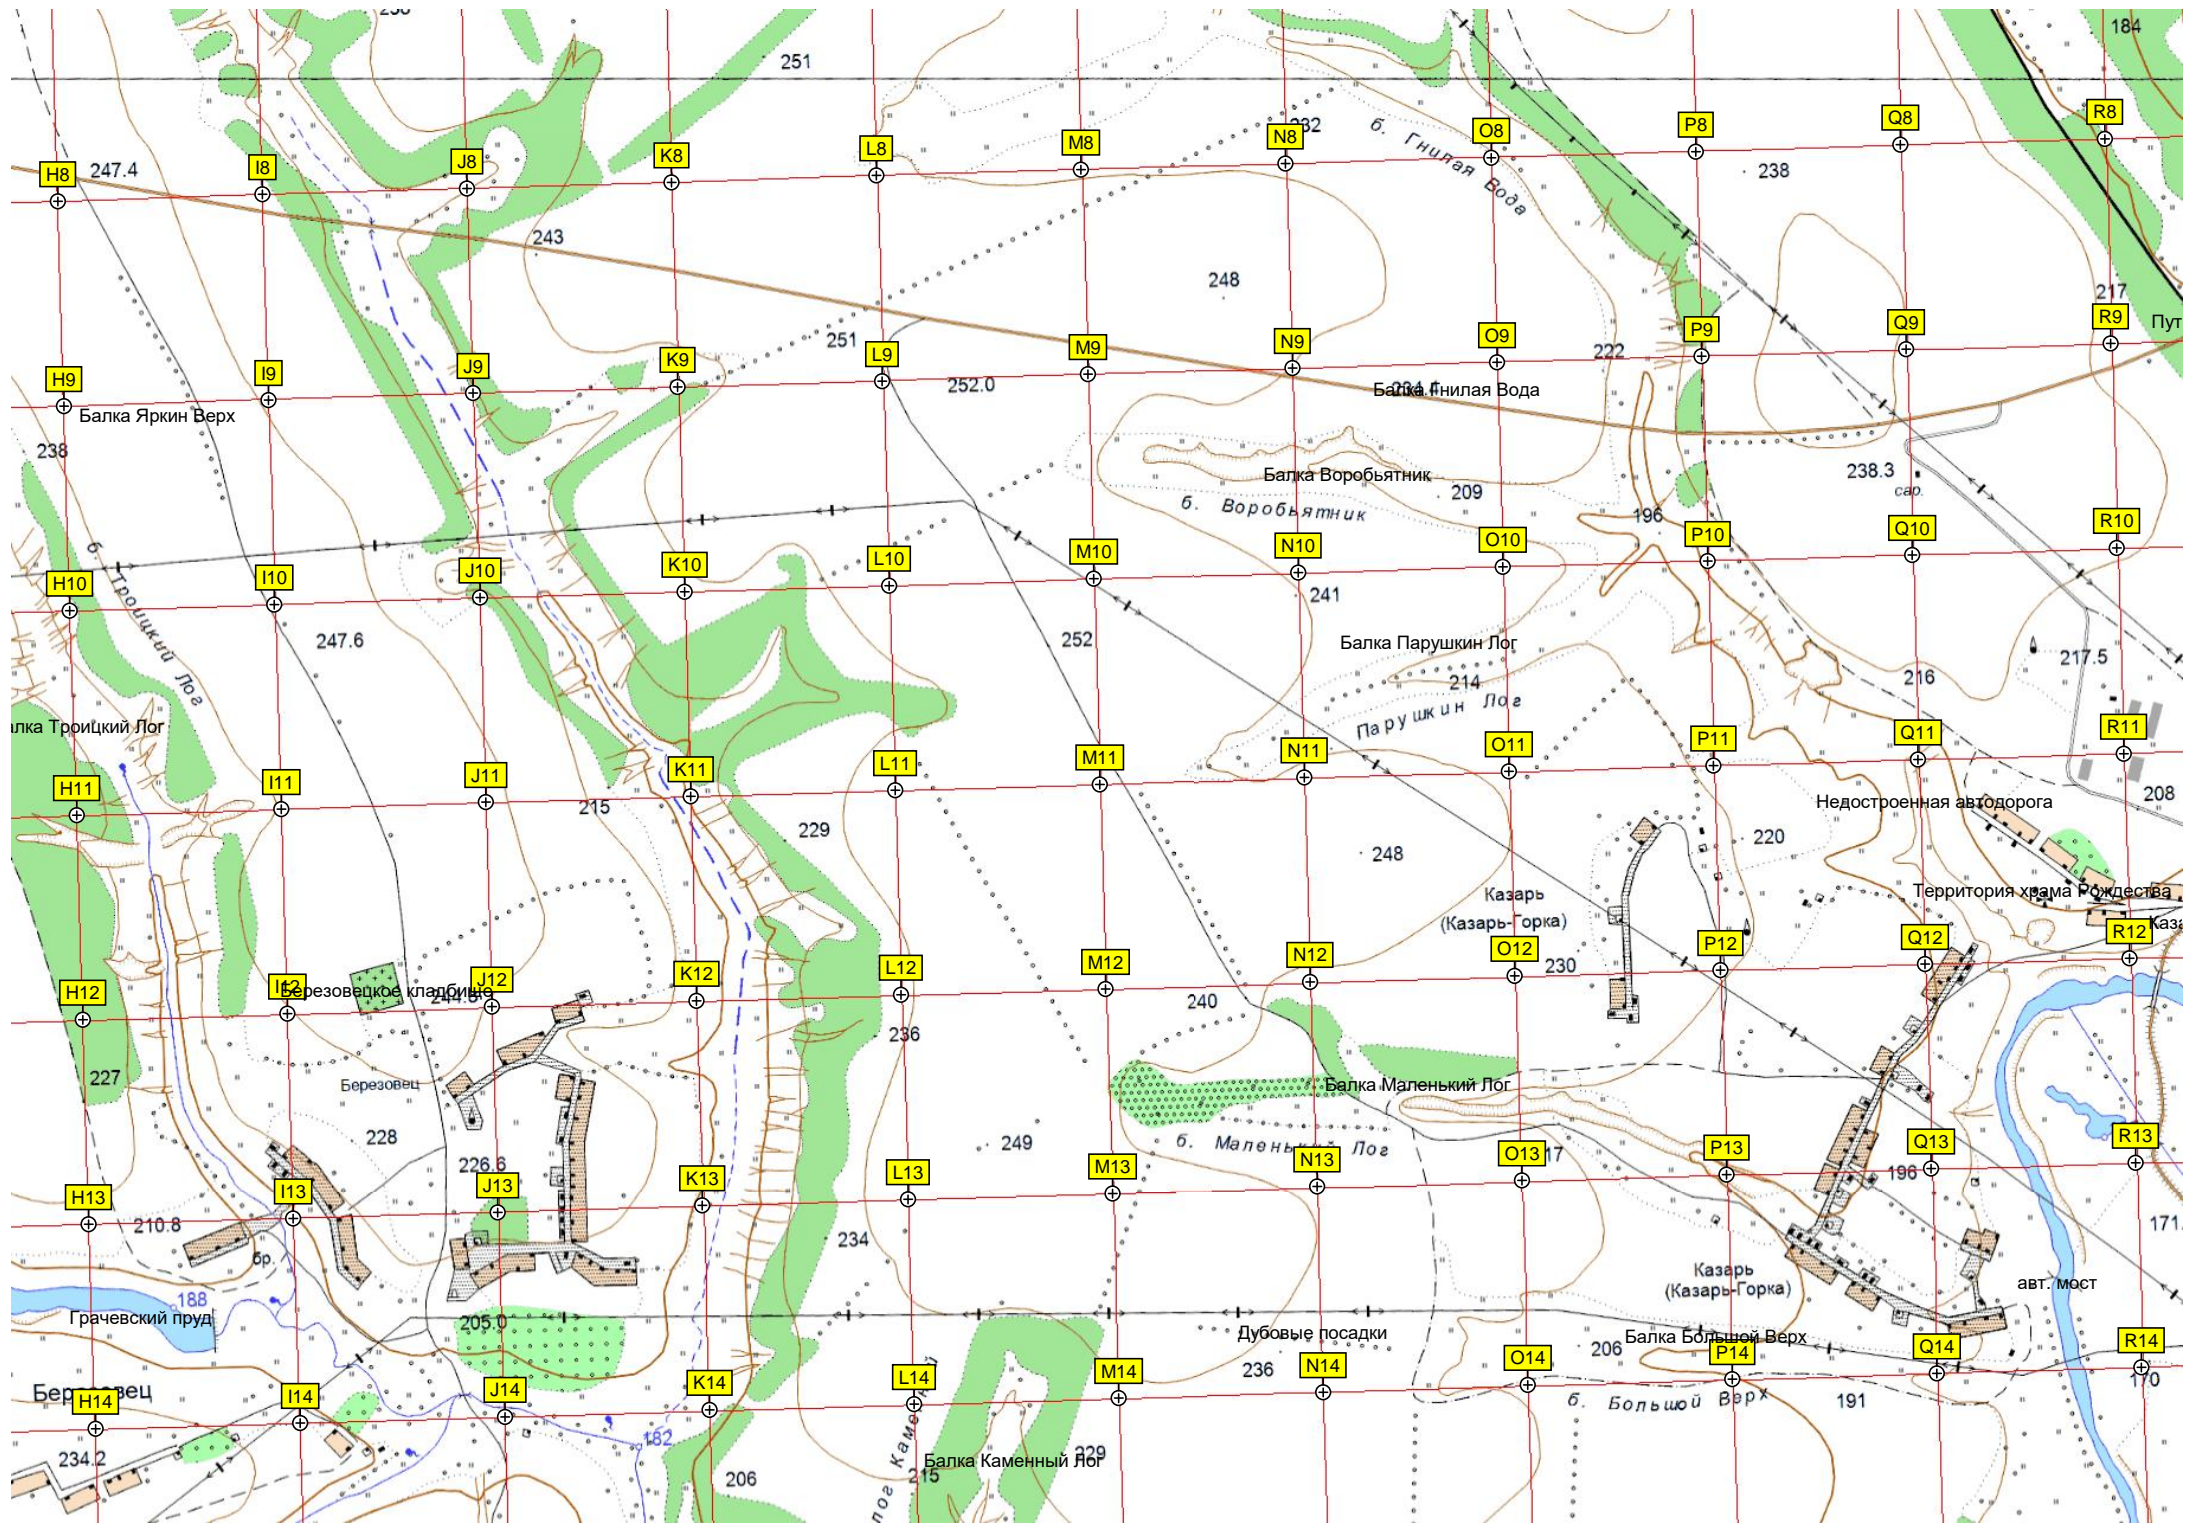 251
184
R8
Q8
P8
O8
232
N8
M8
L8
K8
J8
I8
H8
247.4
238
б. Гнилая Вода
243
248
217
R9
Q9
P9
O9
N9
M9
L9
K9
J9
I9
H9
251
252.0
222
Пут
Балка Гнилая Вода
Балка Яркин Верх
238
Балка Воробьятник
209
238.3
сар.
б. Воробьятник
196
R10
Q10
P10
O10
N10
M10
L10
K10
J10
I10
H10
241
б. Троицкий Лог
247.6
252
Балка Парушкин Лог
214
217.5
216
Парушкин Лог
алка Троицкий Лог
R11
Q11
P11
O11
N11
M11
L11
K11
J11
I11
H11
215
229
208
Недостроенная автодорога
220
248
Казарь
(Казарь-Горка)
Территория храма Рождества
Каза
R12
Q12
P12
O12
230
N12
M12
L12
K12
J12
I12
H12
Березовецкое кладбище
240
236
227
Березовец
Балка Маленький Лог
228
249
б. Маленький Лог
R13
Q13
P13
O13
17
N13
M13
L13
K13
J13
I13
H13
226.6
196
210.8
234
171.
бр.
Казарь
(Казарь-Горка)
авт. мост
188
Грачевский пруд
205.0
Дубовые посадки
Балка Большой Верх
206
R14
Q14
P14
O14
N14
M14
L14
K14
J14
I14
H14
236
170
Березовец
б. Большой Верх
191
234.2
182
206
лог Каменный
Балка Каменный Лог
229
215